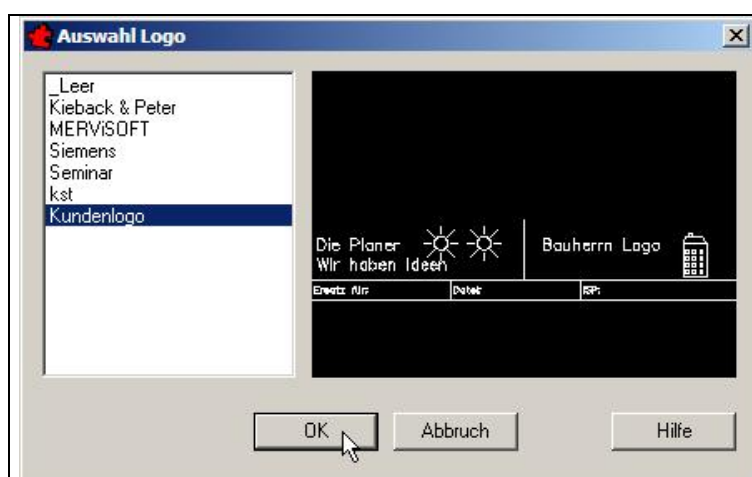 Auswahl Logo
_Leer
Kieback & Peter
MERViSOFT
Siemens
Seminar
kst
Kundenlogo
Die Planer
Wir haben Ideen
Bauherrn Logo
Ersatz für: Datei: ISP:
OK Abbruch Hilfe